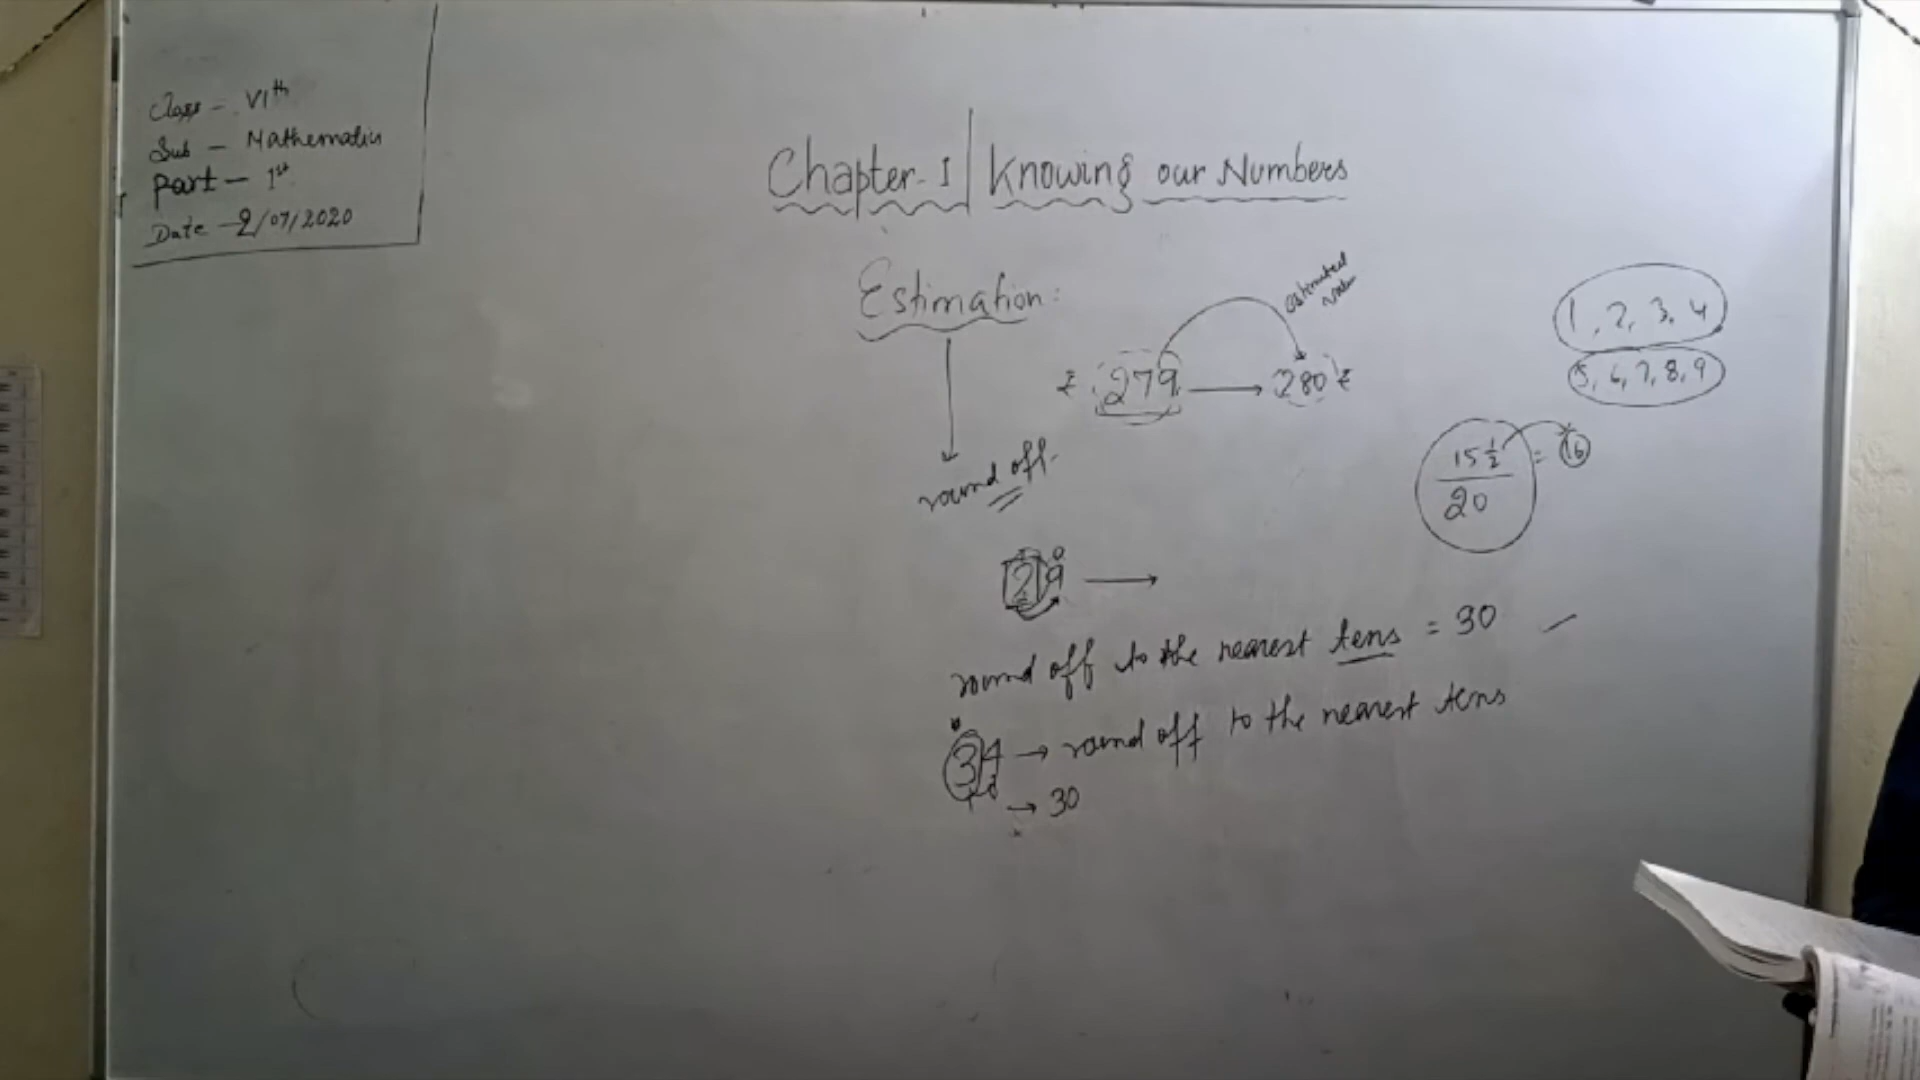 Class - VIth
Sub - Mathematics
Part - 1st
Date - 2/07/2020
Chapter-1 | Knowing our Numbers
Estimation:
estimated value
₹ 279 → 280 ₹
1, 2, 3, 4
5, 6, 7, 8, 9
15 1/2 / 20 = 16
round off
29 →
round off to the nearest tens = 30
34 → round off to the nearest tens
→ 30